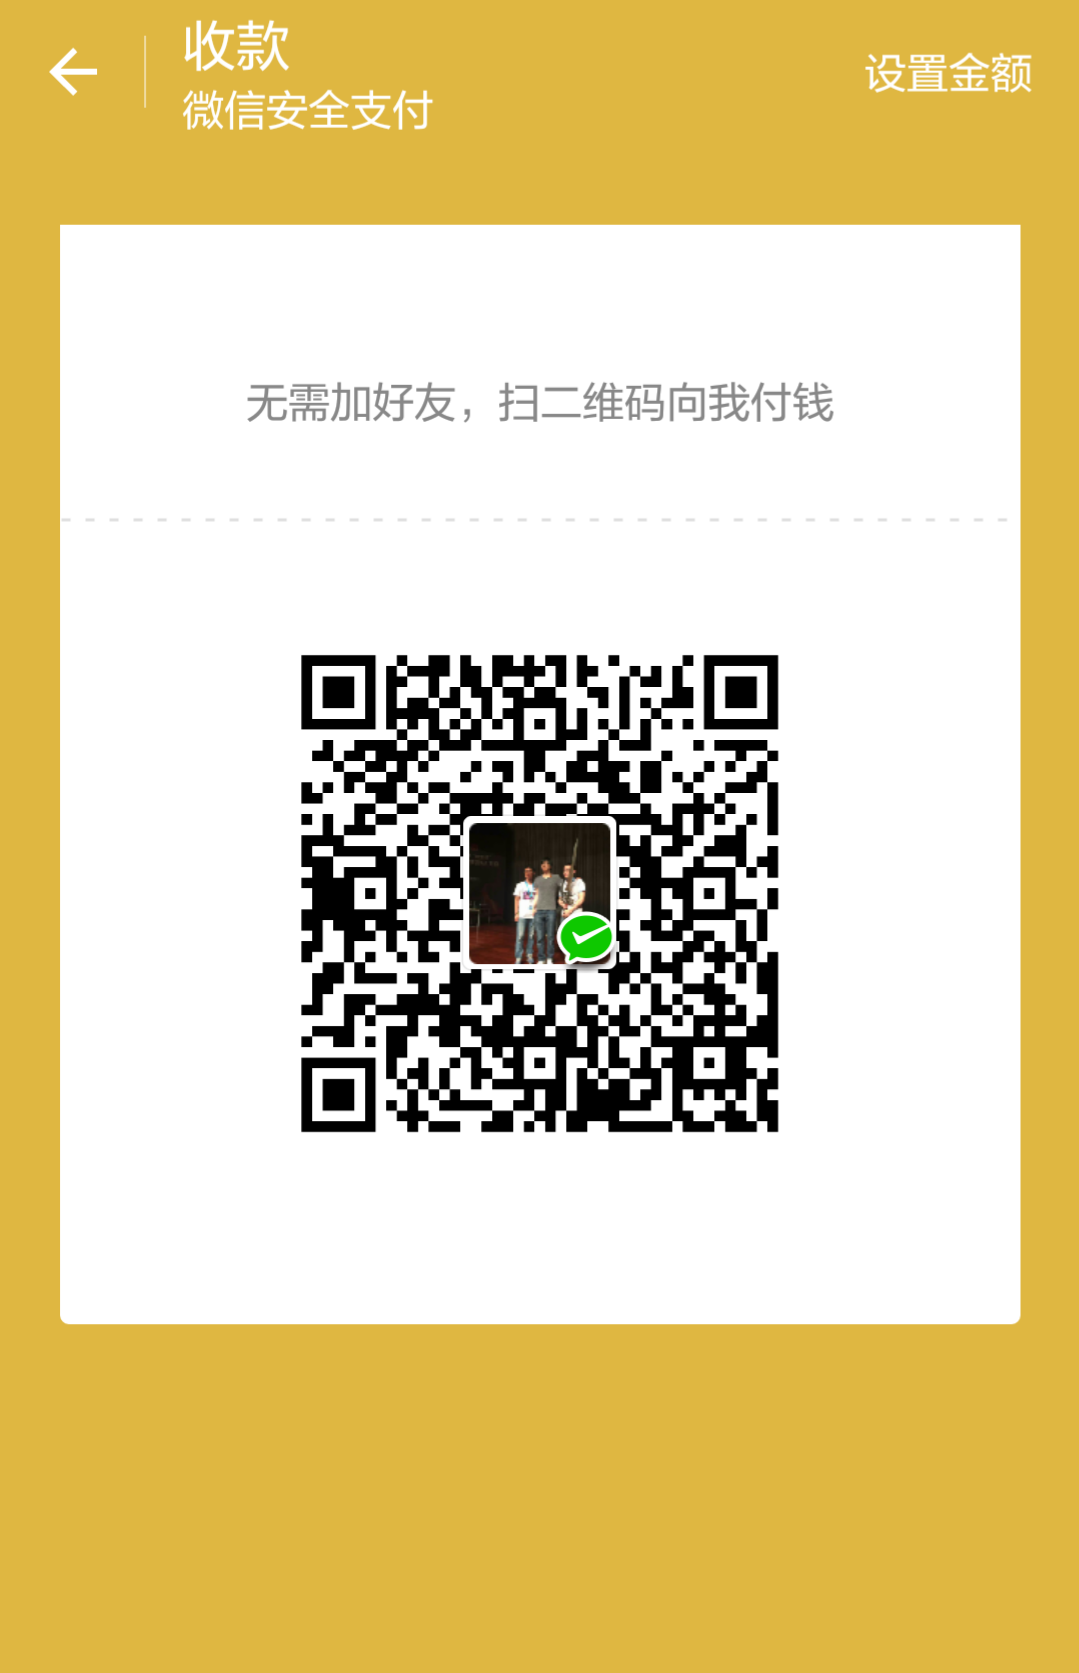 收款
微信安全支付
设置金额
无需加好友，扫二维码向我付钱